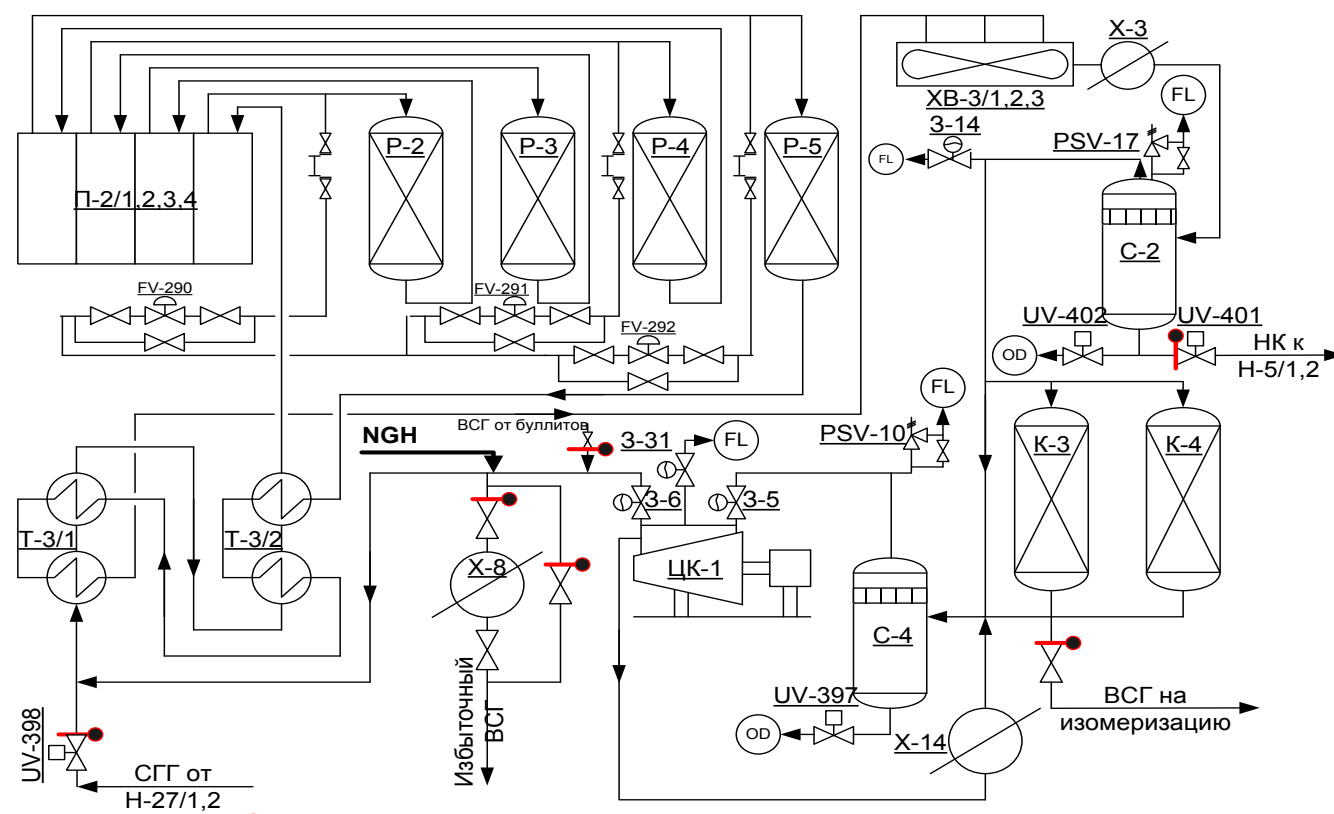 Х-3
ХВ-3/1,2,3
FL
З-14
PSV-17
FL
Р-2
Р-3
Р-4
Р-5
П-2/1,2,3,4
С-2
FV-290
FV-291
FV-292
UV-402
UV-401
OD
НК к
Н-5/1,2
FL
ВСГ от буллитов
NGH
З-31
FL
PSV-10
К-3
К-4
З-6
З-5
Т-3/1
Т-3/2
Х-8
ЦК-1
С-4
UV-397
OD
Х-14
ВСГ на
изомеризацию
Избыточный
ВСГ
UV-398
СГГ от
Н-27/1,2